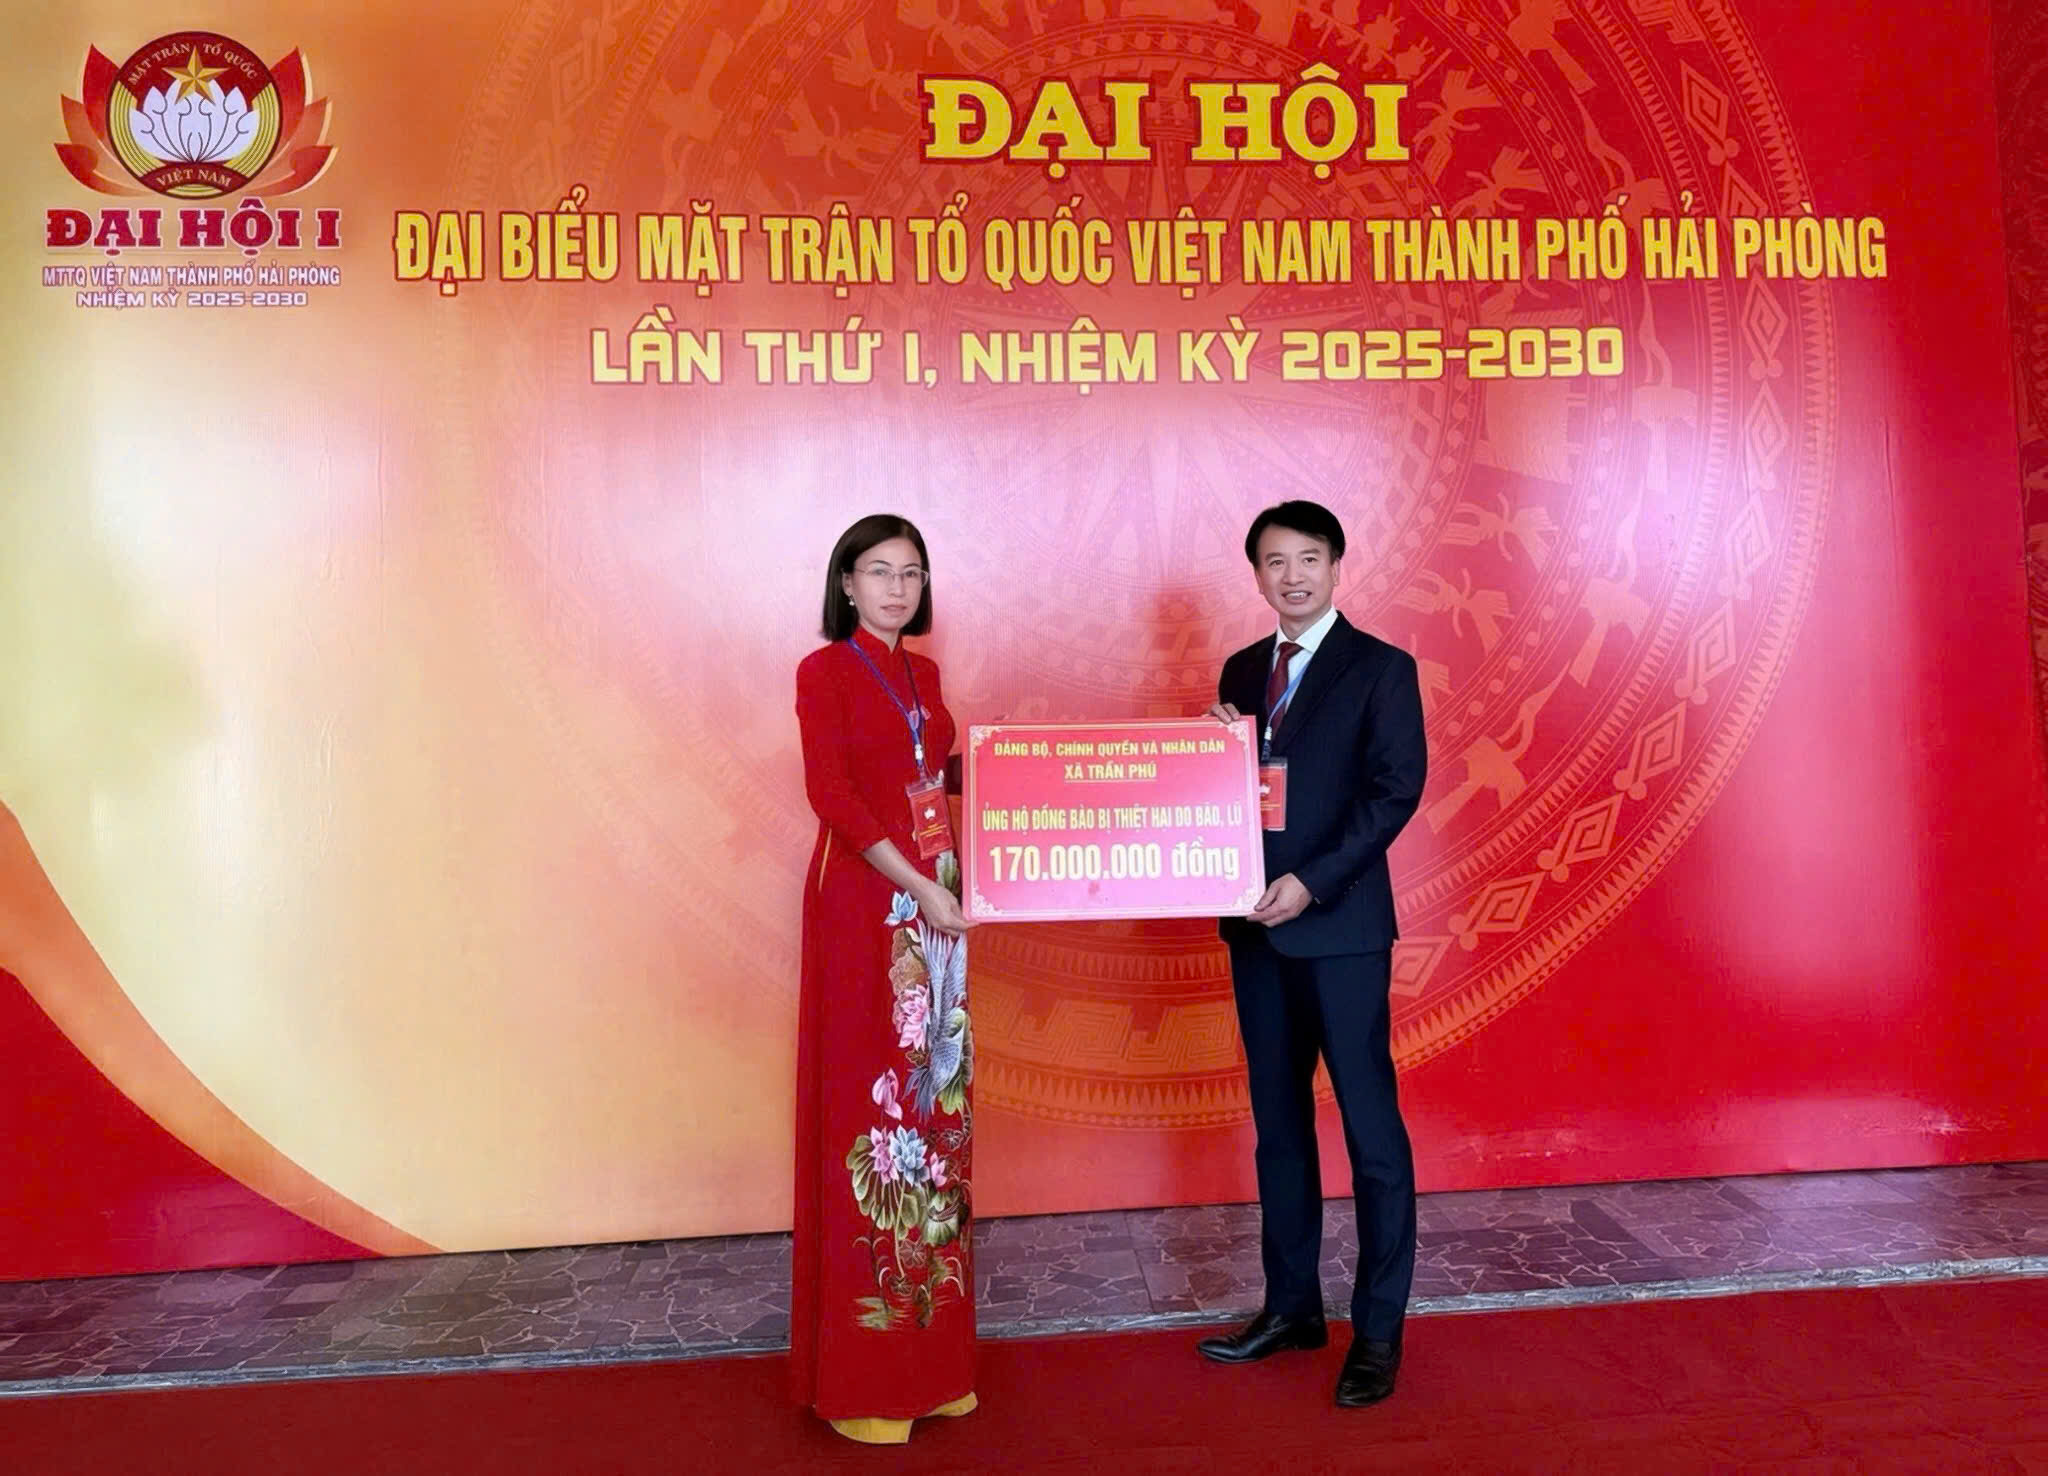 MẶT TRẬN TỔ QUỐC
VIỆT NAM
ĐẠI HỘI I
MTTQ VIỆT NAM THÀNH PHỐ HẢI PHÒNG
NHIỆM KỲ 2025-2030
ĐẠI HỘI
ĐẠI BIỂU MẶT TRẬN TỔ QUỐC VIỆT NAM THÀNH PHỐ HẢI PHÒNG
LẦN THỨ I, NHIỆM KỲ 2025-2030
ĐẢNG BỘ, CHÍNH QUYỀN VÀ NHÂN DÂN
XÃ TRẦN PHÚ
ỦNG HỘ ĐỒNG BÀO BỊ THIỆT HẠI DO BÃO, LŨ
170.000.000 đồng